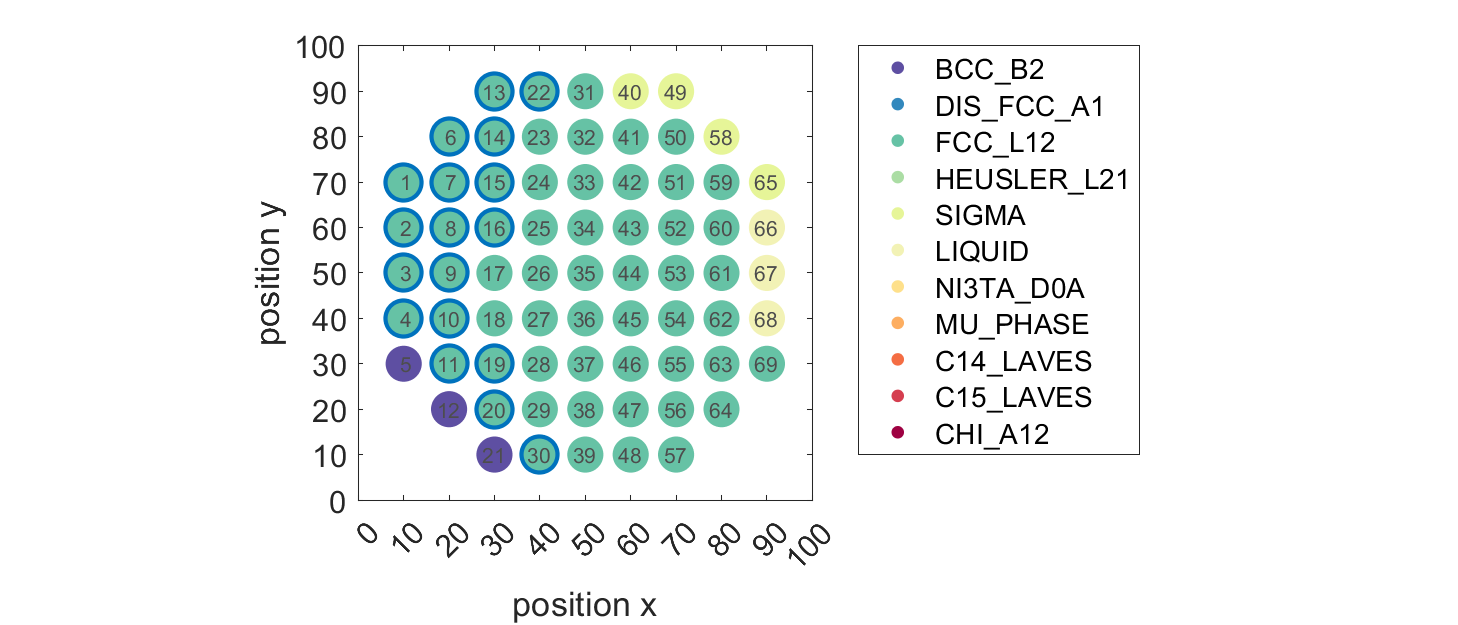 100
90
80
70
60
50
40
30
20
10
0
position y
13 22 31 40 49
6 14 23 32 41 50 58
1 7 15 24 33 42 51 59 65
2 8 16 25 34 43 52 60 66
3 9 17 26 35 44 53 61 67
4 10 18 27 36 45 54 62 68
5 11 19 28 37 46 55 63 69
12 20 29 38 47 56 64
21 30 39 48 57
0 10 20 30 40 50 60 70 80 90 100
position x
BCC_B2
DIS_FCC_A1
FCC_L12
HEUSLER_L21
SIGMA
LIQUID
NI3TA_D0A
MU_PHASE
C14_LAVES
C15_LAVES
CHI_A12